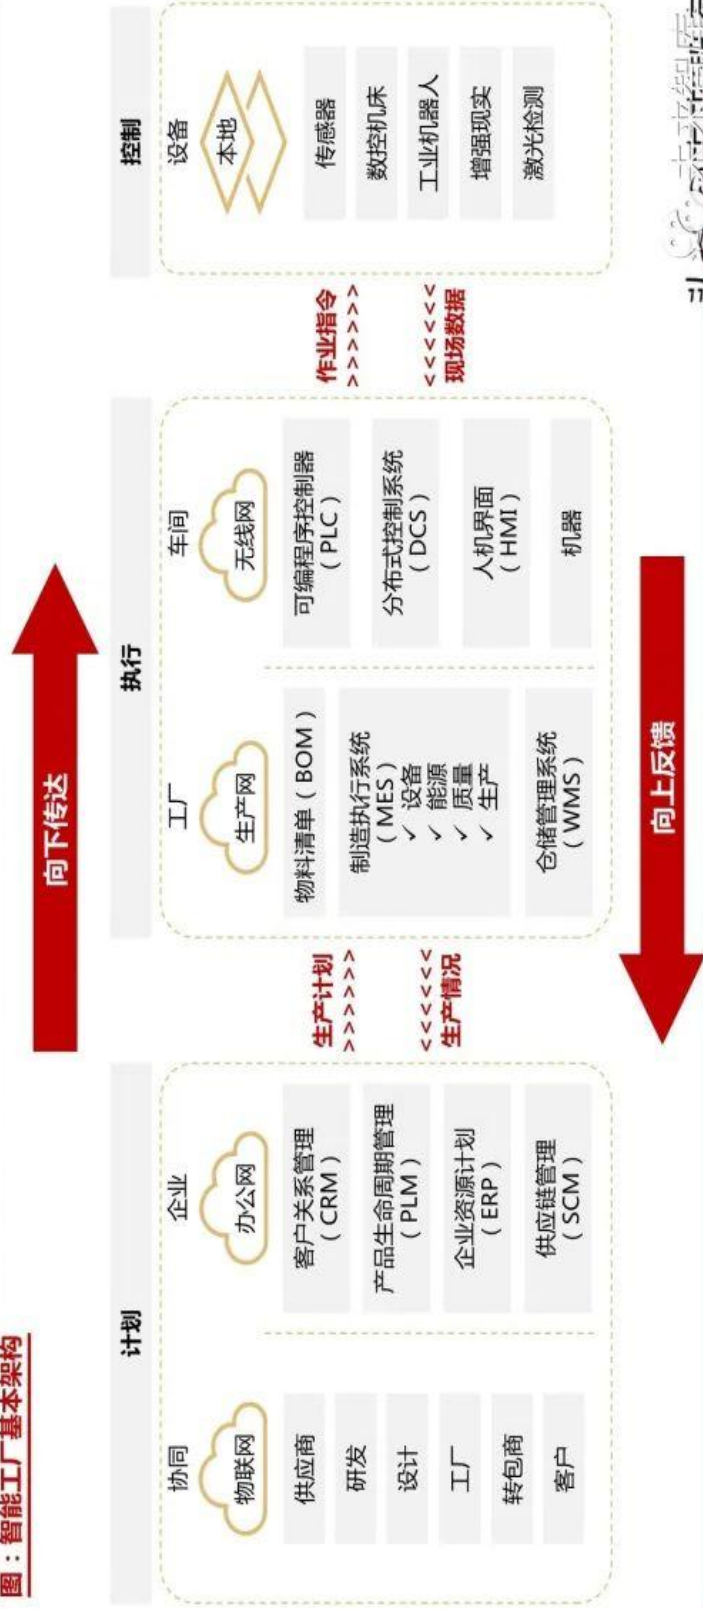 图：智能工厂基本架构
向下传达
计划
执行
控制
协同
物联网
供应商
研发
设计
工厂
转包商
客户
企业
办公网
客户关系管理
（CRM）
产品生命周期管理
（PLM）
企业资源计划
（ERP）
供应链管理
（SCM）
生产计划
>>>>>>
<<<<<<
生产情况
工厂
生产网
物料清单（BOM）
制造执行系统
（MES）
✓ 设备
✓ 能源
✓ 质量
✓ 生产
仓储管理系统
（WMS）
车间
无线网
可编程序控制器
（PLC）
分布式控制系统
（DCS）
人机界面
（HMI）
机器
作业指令
>>>>>>
<<<<<<
现场数据
设备
本地
传感器
数控机床
工业机器人
增强现实
激光检测
向上反馈